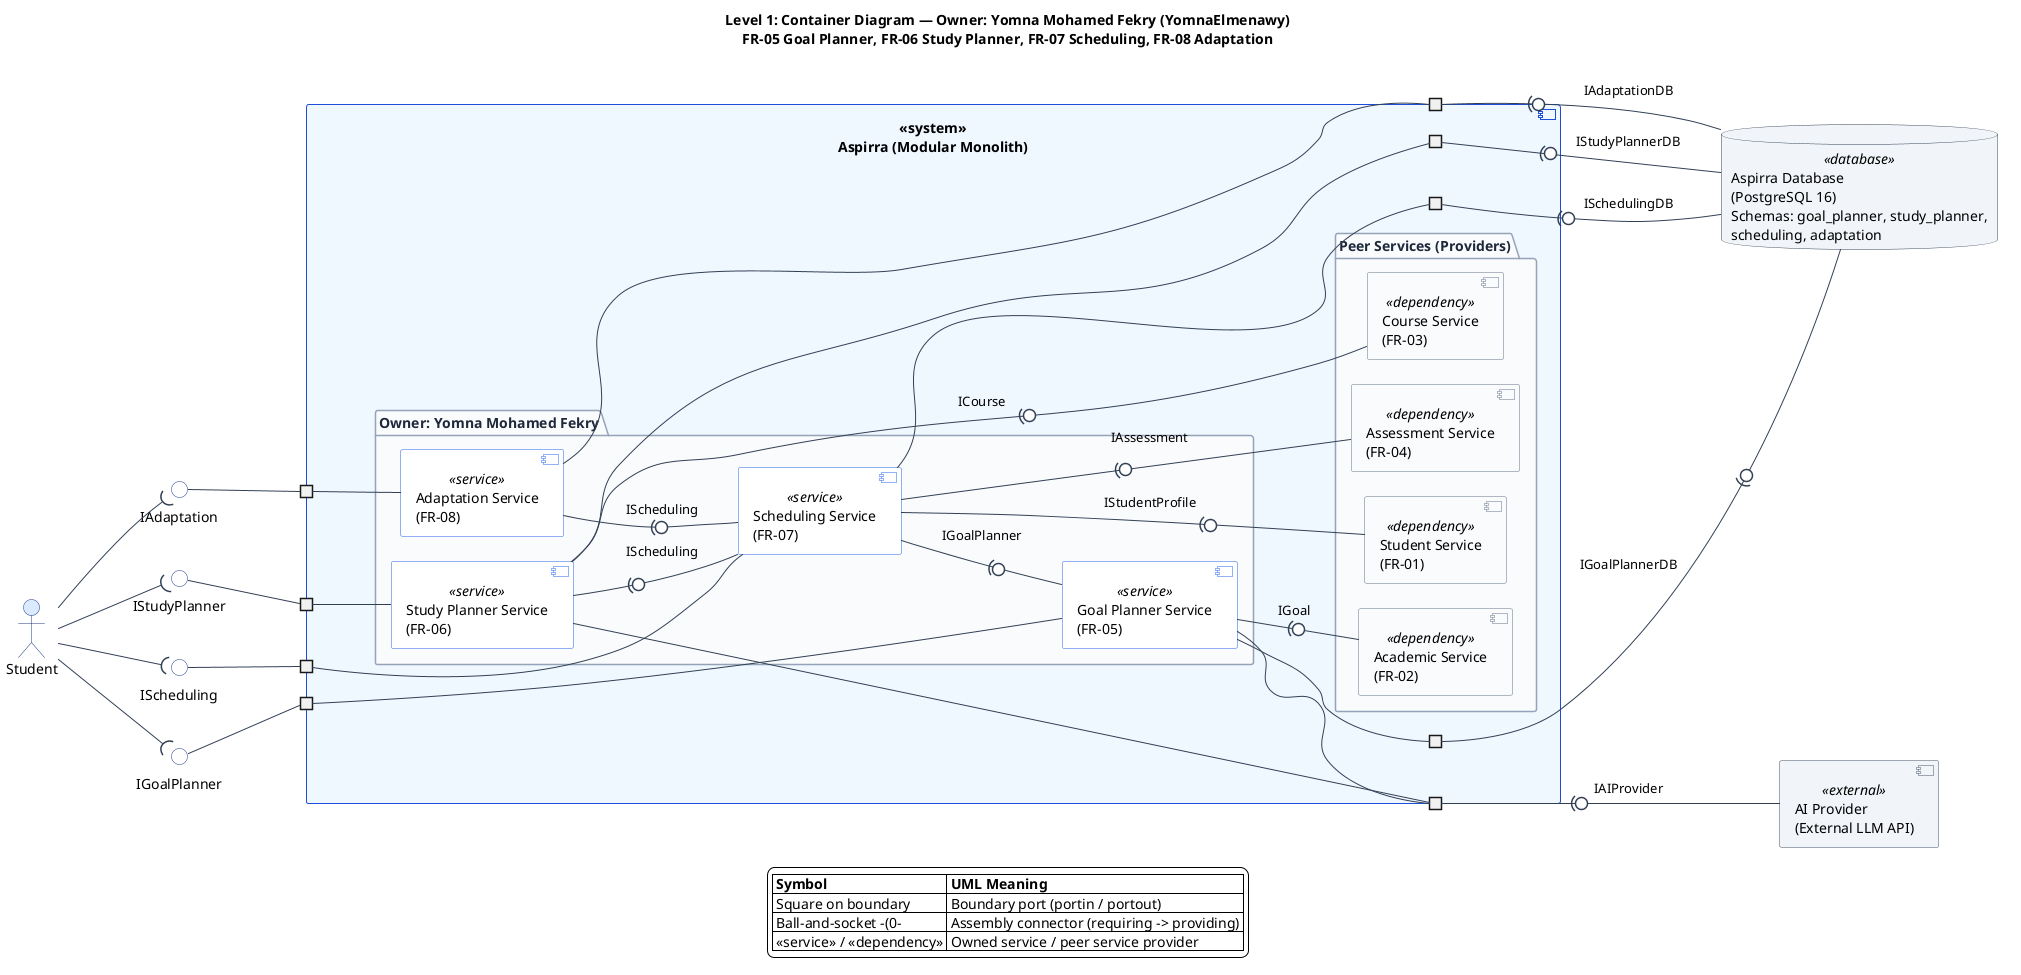 Level 1: Container Diagram — Owner: Yomna Mohamed Fekry (YomnaElmenawy)
FR-05 Goal Planner, FR-06 Study Planner, FR-07 Scheduling, FR-08 Adaptation
«system»
Aspirra (Modular Monolith)
IAdaptationDB
IStudyPlannerDB
ISchedulingDB
«database»
Aspirra Database
(PostgreSQL 16)
Schemas: goal_planner, study_planner,
scheduling, adaptation
Peer Services (Providers)
«dependency»
Course Service
(FR-03)
«dependency»
Assessment Service
(FR-04)
«dependency»
Student Service
(FR-01)
«dependency»
Academic Service
(FR-02)
Owner: Yomna Mohamed Fekry
«service»
Adaptation Service
(FR-08)
«service»
Study Planner Service
(FR-06)
«service»
Scheduling Service
(FR-07)
«service»
Goal Planner Service
(FR-05)
ICourse
IAssessment
IStudentProfile
IScheduling
IScheduling
IGoalPlanner
IGoal
IGoalPlannerDB
IAdaptation
IStudyPlanner
IScheduling
IGoalPlanner
Student
IAIProvider
«external»
AI Provider
(External LLM API)
Symbol UML Meaning
Square on boundary Boundary port (portin / portout)
Ball-and-socket -(0- Assembly connector (requiring -> providing)
«service» / «dependency» Owned service / peer service provider